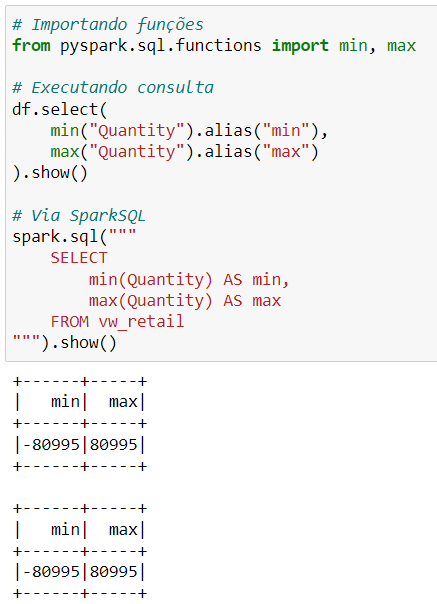 # Importando funções
from pyspark.sql.functions import min, max

# Executando consulta
df.select(
    min("Quantity").alias("min"),
    max("Quantity").alias("max")
).show()

# Via SparkSQL
spark.sql("""
    SELECT
        min(Quantity) AS min,
        max(Quantity) AS max
    FROM vw_retail
""").show()

+------+-----+
|   min|  max|
+------+-----+
|-80995|80995|
+------+-----+

+------+-----+
|   min|  max|
+------+-----+
|-80995|80995|
+------+-----+